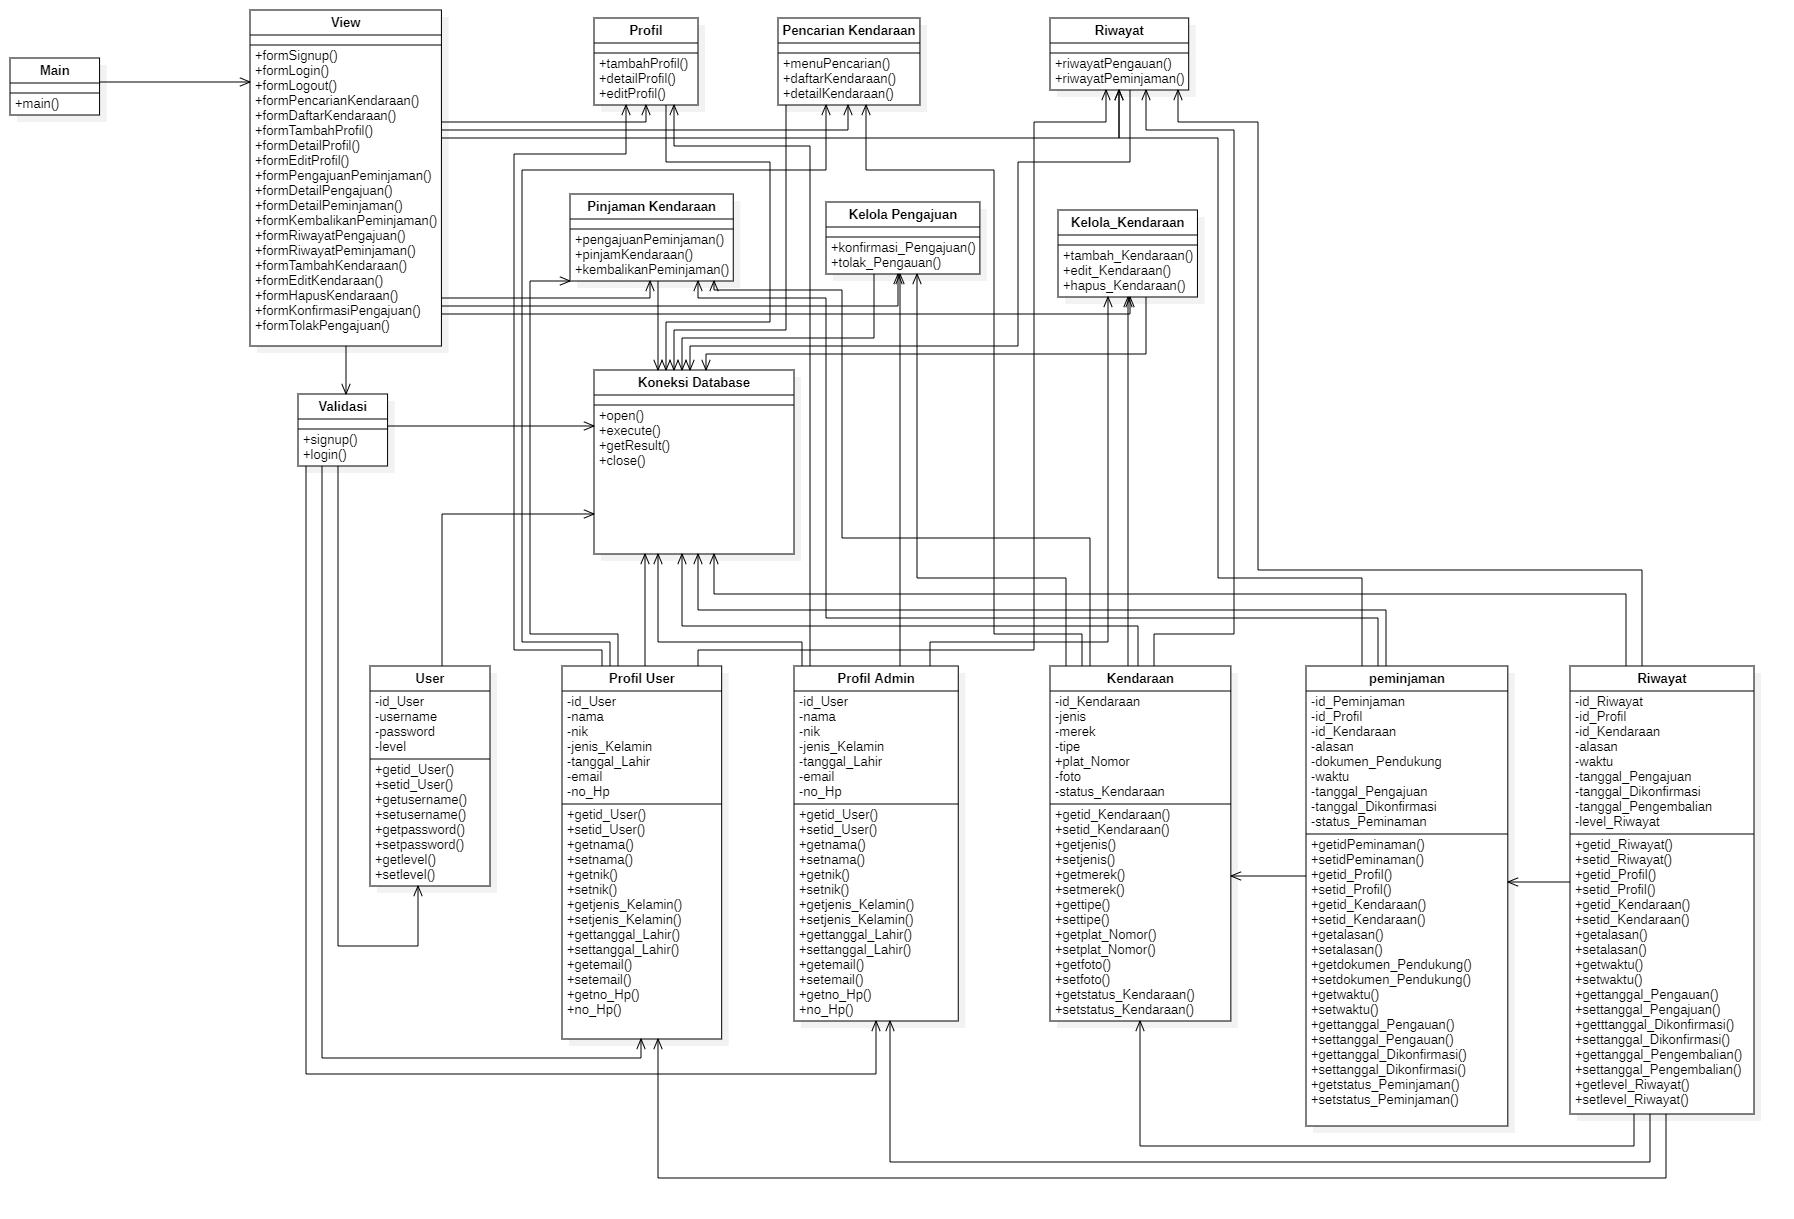 Main
+main()
View
+formSignup()
+formLogin()
+formLogout()
+formPencarianKendaraan()
+formDaftarKendaraan()
+formTambahProfil()
+formDetailProfil()
+formEditProfil()
+formPengajuanPeminjaman()
+formDetailPengajuan()
+formDetailPeminjaman()
+formKembalikanPeminjaman()
+formRiwayatPengajuan()
+formRiwayatPeminjaman()
+formTambahKendaraan()
+formEditKendaraan()
+formHapusKendaraan()
+formKonfirmasiPengajuan()
+formTolakPengajuan()
Profil
+tambahProfil()
+detailProfil()
+editProfil()
Pencarian Kendaraan
+menuPencarian()
+daftarKendaraan()
+detailKendaraan()
Riwayat
+riwayatPengauan()
+riwayatPeminjaman()
Pinjaman Kendaraan
+pengajuanPeminjaman()
+pinjamKendaraan()
+kembalikanPeminjaman()
Kelola Pengajuan
+konfirmasi_Pengajuan()
+tolak_Pengauan()
Kelola_Kendaraan
+tambah_Kendaraan()
+edit_Kendaraan()
+hapus_Kendaraan()
Validasi
+signup()
+login()
Koneksi Database
+open()
+execute()
+getResult()
+close()
User
-id_User
-username
-password
-level
+getid_User()
+setid_User()
+getusername()
+setusername()
+getpassword()
+setpassword()
+getlevel()
+setlevel()
Profil User
-id_User
-nama
-nik
-jenis_Kelamin
-tanggal_Lahir
-email
-no_Hp
+getid_User()
+setid_User()
+getnama()
+setnama()
+getnik()
+setnik()
+getjenis_Kelamin()
+setjenis_Kelamin()
+gettanggal_Lahir()
+settanggal_Lahir()
+getemail()
+setemail()
+getno_Hp()
+no_Hp()
Profil Admin
-id_User
-nama
-nik
-jenis_Kelamin
-tanggal_Lahir
-email
-no_Hp
+getid_User()
+setid_User()
+getnama()
+setnama()
+getnik()
+setnik()
+getjenis_Kelamin()
+setjenis_Kelamin()
+gettanggal_Lahir()
+settanggal_Lahir()
+getemail()
+setemail()
+getno_Hp()
+no_Hp()
Kendaraan
-id_Kendaraan
-jenis
-merek
-tipe
+plat_Nomor
-foto
-status_Kendaraan
+getid_Kendaraan()
+setid_Kendaraan()
+getjenis()
+setjenis()
+getmerek()
+setmerek()
+gettipe()
+settipe()
+getplat_Nomor()
+setplat_Nomor()
+getfoto()
+setfoto()
+getstatus_Kendaraan()
+setstatus_Kendaraan()
peminjaman
-id_Peminjaman
-id_Profil
-id_Kendaraan
-alasan
-dokumen_Pendukung
-waktu
-tanggal_Pengajuan
-tanggal_Dikonfirmasi
-status_Peminaman
+getidPeminaman()
+setidPeminaman()
+getid_Profil()
+setid_Profil()
+getid_Kendaraan()
+setid_Kendaraan()
+getalasan()
+setalasan()
+getdokumen_Pendukung()
+setdokumen_Pendukung()
+getwaktu()
+setwaktu()
+gettanggal_Pengauan()
+settanggal_Pengauan()
+gettanggal_Dikonfirmasi()
+settanggal_Dikonfirmasi()
+getstatus_Peminjaman()
+setstatus_Peminjaman()
Riwayat
-id_Riwayat
-id_Profil
-id_Kendaraan
-alasan
-waktu
-tanggal_Pengajuan
-tanggal_Dikonfirmasi
-tanggal_Pengembalian
-level_Riwayat
+getid_Riwayat()
+setid_Riwayat()
+getid_Profil()
+setid_Profil()
+getid_Kendaraan()
+setid_Kendaraan()
+getalasan()
+setalasan()
+getwaktu()
+setwaktu()
+gettanggal_Pengauan()
+settanggal_Pengajuan()
+getttanggal_Dikonfirmasi()
+settanggal_Dikonfirmasi()
+gettanggal_Pengembalian()
+settanggal_Pengembalian()
+getlevel_Riwayat()
+setlevel_Riwayat()